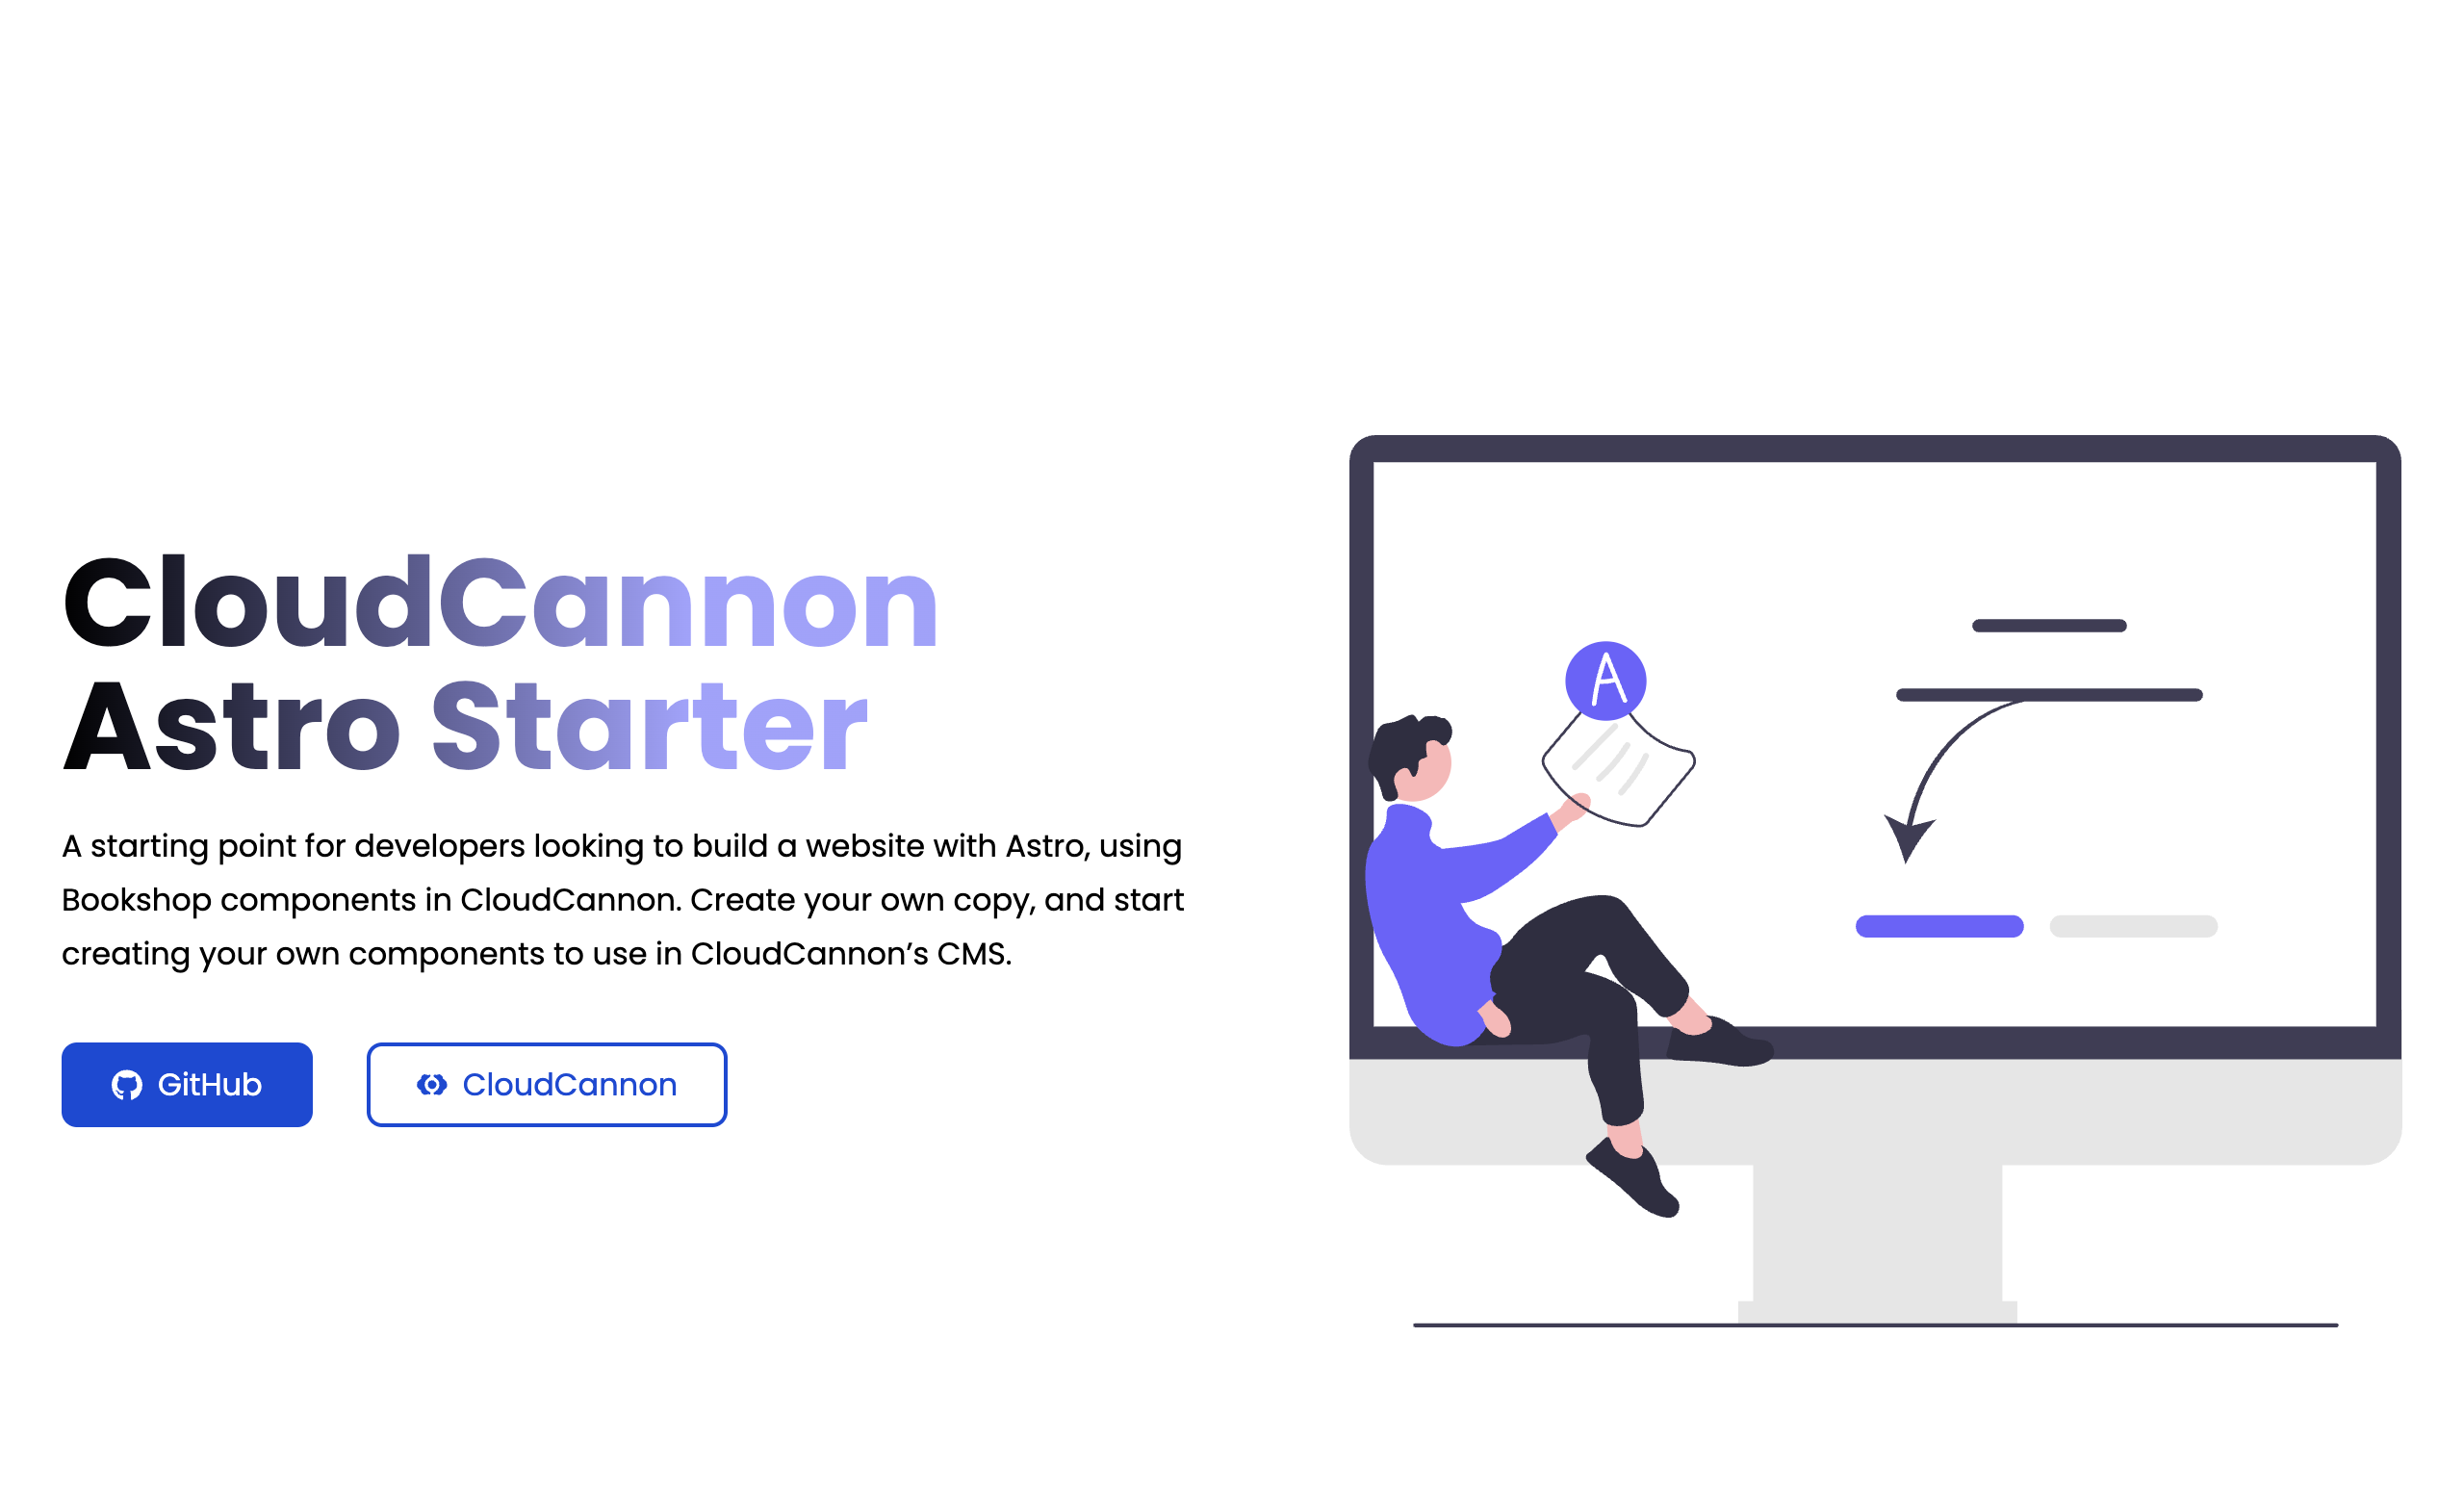 CloudCannon
Astro Starter
A starting point for developers looking to build a website with Astro, using
Bookshop components in CloudCannon. Create your own copy, and start
creating your own components to use in CloudCannon’s CMS.
GitHub
CloudCannon
A